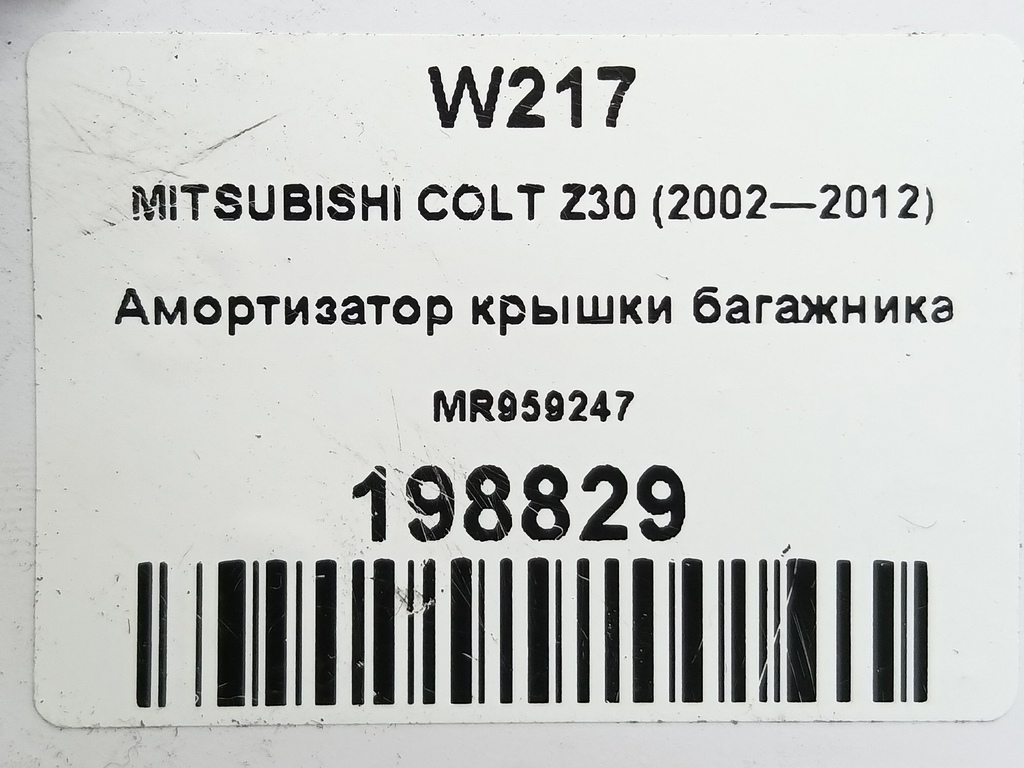 W217
MITSUBISHI COLT Z30 (2002—2012)
Амортизатор крышки багажника
MR959247
198829